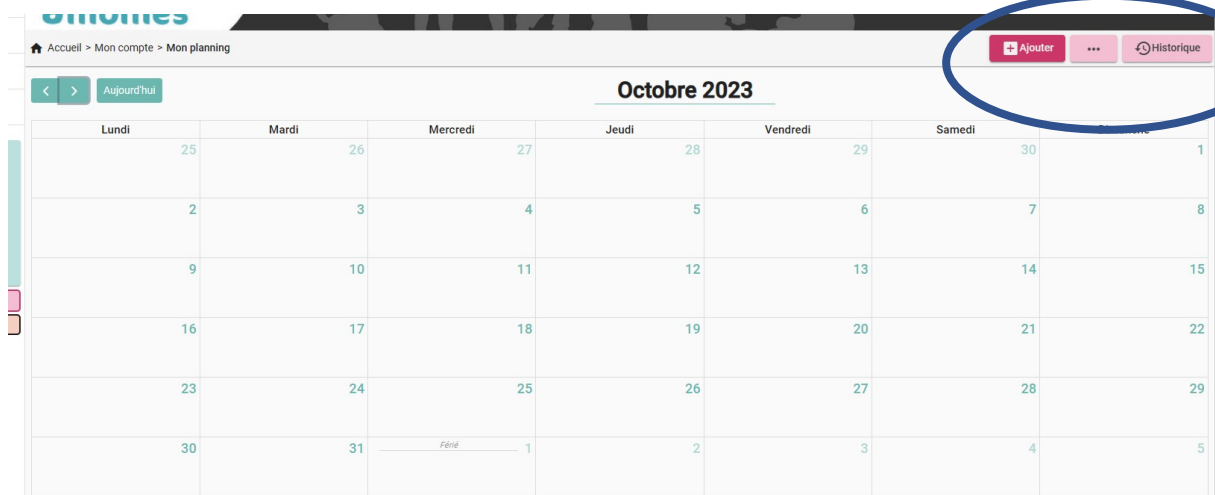 Accueil > Mon compte > Mon planning
Ajouter
...
Historique
< > Aujourd'hui
Octobre 2023
Lundi Mardi Mercredi Jeudi Vendredi Samedi
25 26 27 28 29 30 1
2 3 4 5 6 7 8
9 10 11 12 13 14 15
16 17 18 19 20 21 22
23 24 25 26 27 28 29
30 31 Férié 1 2 3 4 5